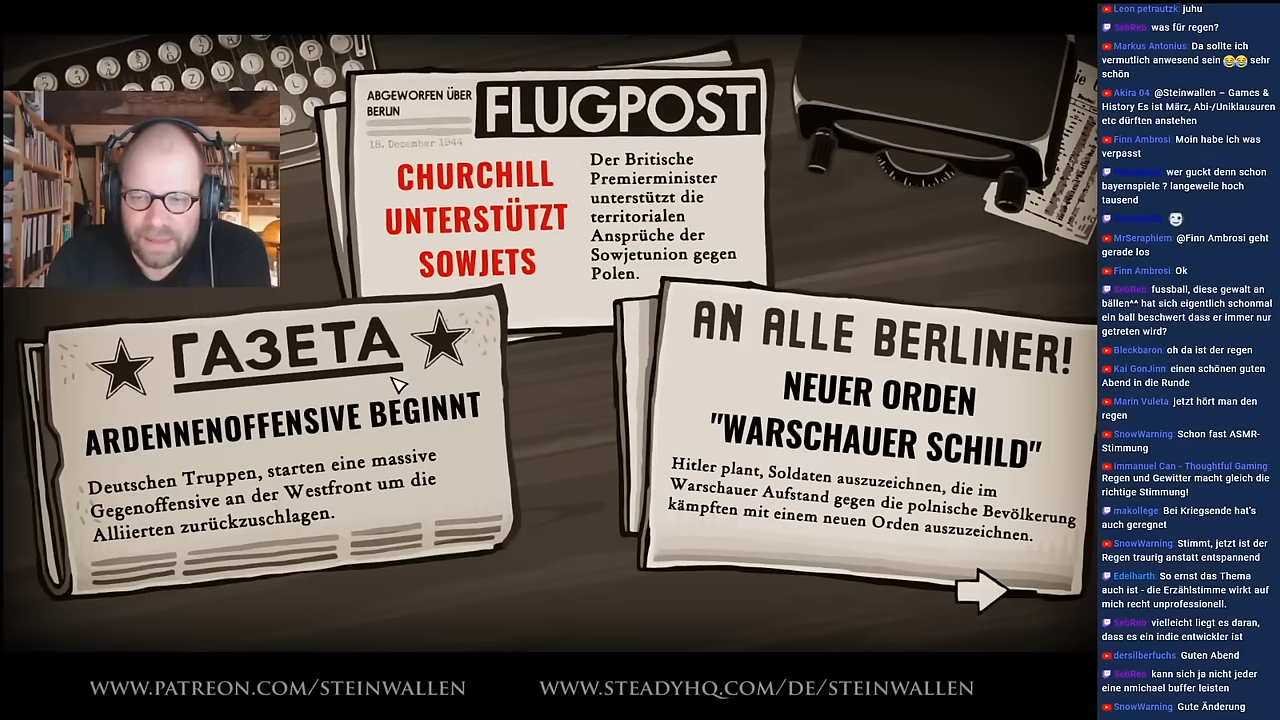 ABGEWORFEN ÜBER
BERLIN
FLUGPOST
18. Dezember 1944
CHURCHILL
UNTERSTÜTZT
SOWJETS
Der Britische
Premierminister
unterstützt die
territorialen
Ansprüche der
Sowjetunion gegen
Polen.
ГАЗЕТА
ARDENNENOFFENSIVE BEGINNT
Deutschen Truppen, starten eine massive
Gegenoffensive an der Westfront um die
Alliierten zurückzuschlagen.
AN ALLE BERLINER!
NEUER ORDEN
"WARSCHAUER SCHILD"
Hitler plant, Soldaten auszuzeichnen, die im
Warschauer Aufstand gegen die polnische Bevölkerung
kämpften mit einem neuen Orden auszuzeichnen.
WWW.PATREON.COM/STEINWALLEN
WWW.STEADYHQ.COM/DE/STEINWALLEN
Leon petrautzk juhu
SebReb was für regen?
Markus Antonius Da sollte ich
vermutlich anwesend sein 😂😂 sehr
schön
Akira 04 @Steinwallen – Games &
History Es ist März, Abi-/Uniklausuren
etc dürften anstehen
Finn Ambrosi Moin habe ich was
verpasst
wer guckt denn schon
bayernspiele ? langeweile hoch
tausend
MrSeraphiem @Finn Ambrosi geht
gerade los
Finn Ambrosi Ok
SebReb fussball, diese gewalt an
bällen^^ hat sich eigentlich schonmal
ein ball beschwert dass er immer nur
getreten wird?
Bleckbaron oh da ist der regen
Kai GonJinn einen schönen guten
Abend in die Runde
Marin Vuleta jetzt hört man den
regen
SnowWarning Schon fast ASMR-
Stimmung
Immanuel Can - Thoughtful Gaming
Regen und Gewitter macht gleich die
richtige Stimmung!
makollege Bei Kriegsende hat's
auch geregnet
SnowWarning Stimmt, jetzt ist der
Regen traurig anstatt entspannend
Edelharth So ernst das Thema
auch ist - die Erzählstimme wirkt auf
mich recht unprofessionell.
SebReb vielleicht liegt es daran,
dass es ein indie entwickler ist
dersilberfuchs Guten Abend
SebReb kann sich ja nicht jeder
eine nmichael buffer leisten
SnowWarning Gute Änderung